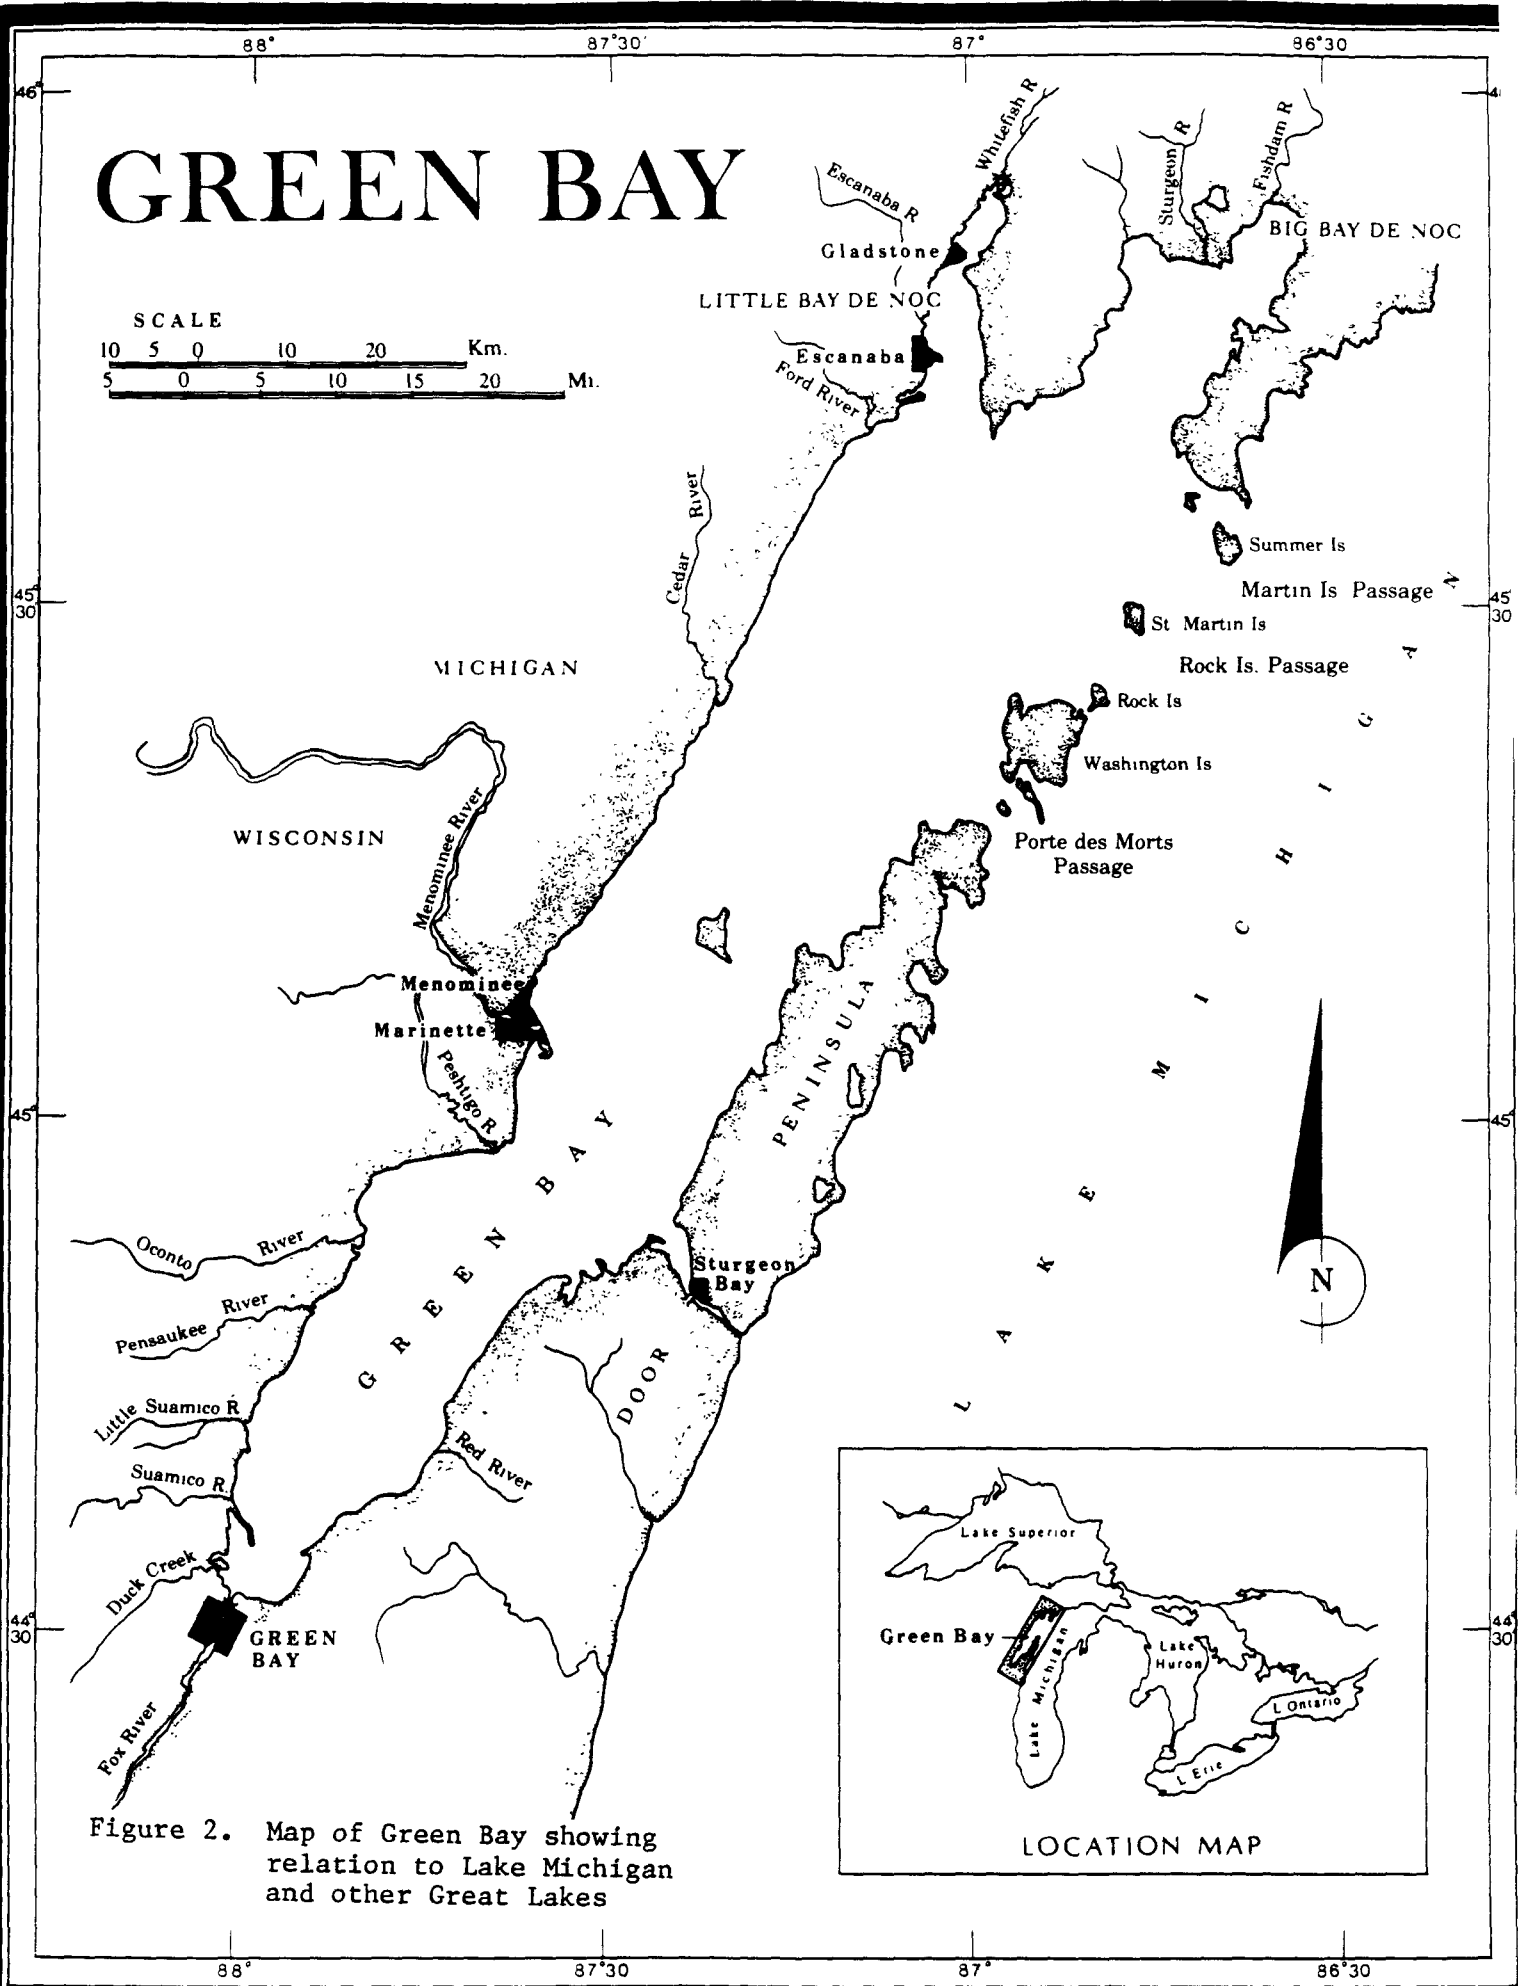 88° 87°30' 87° 86°30
46°
GREEN BAY
Whitefish R
Sturgeon R
Fishdam R
Escanaba R
BIG BAY DE NOC
Gladstone
LITTLE BAY DE NOC
SCALE
10 5 0 10 20 Km.
5 0 5 10 15 20 Mi.
Escanaba
Ford River
Cedar River
Summer Is
Martin Is Passage
45° 30
45 30
St Martin Is
MICHIGAN
Rock Is. Passage
Rock Is
Washington Is
WISCONSIN
Menominee River
Porte des Morts
Passage
LAKE MICHIGAN
Menominee
Marinette
Peshtigo R
DOOR PENINSULA
45°
45°
GREEN BAY
Oconto River
Sturgeon
Bay
N
Pensaukee River
Little Suamico R
Red River
Suamico R.
Duck Creek
44° 30
44° 30
GREEN
BAY
Fox River
Lake Superior
Green Bay
Lake Michigan
Lake
Huron
L Ontario
L Erie
LOCATION MAP
Figure 2. Map of Green Bay showing
relation to Lake Michigan
and other Great Lakes
88° 87°30 87° 86°30